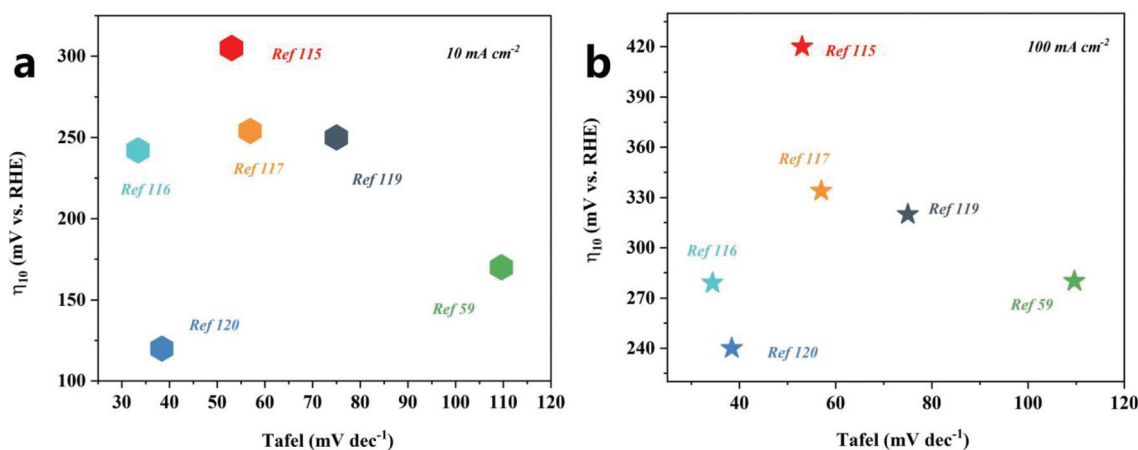 a
η₁₀ (mV vs. RHE)
300
250
200
150
100
10 mA cm⁻²
Ref 115
Ref 116
Ref 117
Ref 119
Ref 120
Ref 59
30 40 50 60 70 80 90 100 110 120
Tafel (mV dec⁻¹)
b
η₁₀ (mV vs. RHE)
420
390
360
330
300
270
240
100 mA cm⁻²
Ref 115
Ref 117
Ref 119
Ref 116
Ref 59
Ref 120
40 60 80 100 120
Tafel (mV dec⁻¹)